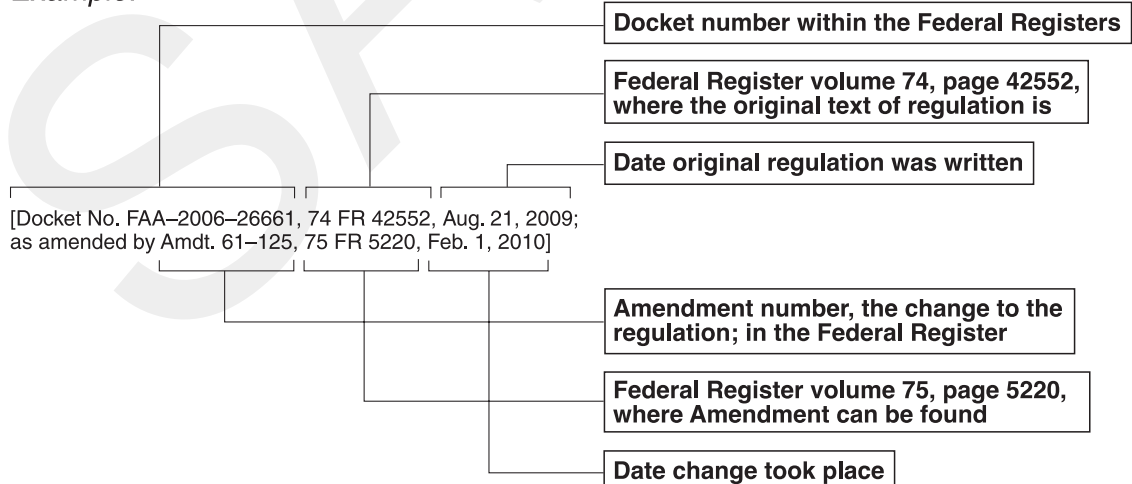 Example:
Docket number within the Federal Registers
Federal Register volume 74, page 42552,
where the original text of regulation is
Date original regulation was written
[Docket No. FAA–2006–26661, 74 FR 42552, Aug. 21, 2009;
as amended by Amdt. 61–125, 75 FR 5220, Feb. 1, 2010]
Amendment number, the change to the
regulation; in the Federal Register
Federal Register volume 75, page 5220,
where Amendment can be found
Date change took place